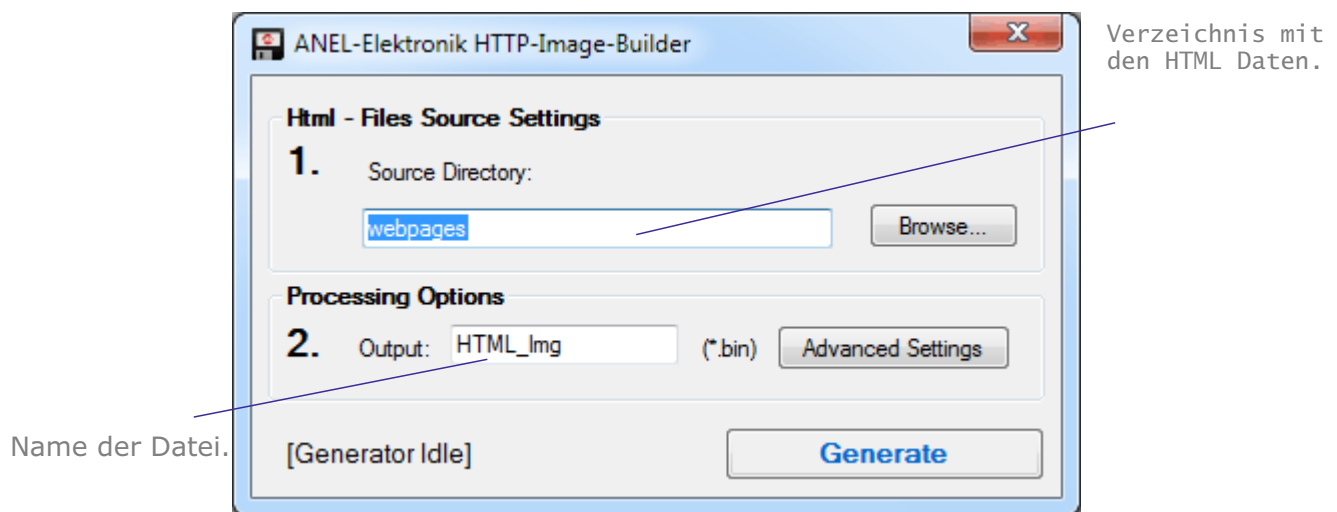 ANEL-Elektronik HTTP-Image-Builder
Verzeichnis mit
den HTML Daten.
Html - Files Source Settings
1.
Source Directory:
webpages
Browse...
Processing Options
2.
Output:
HTML_Img
(*.bin)
Advanced Settings
Name der Datei.
[Generator Idle]
Generate